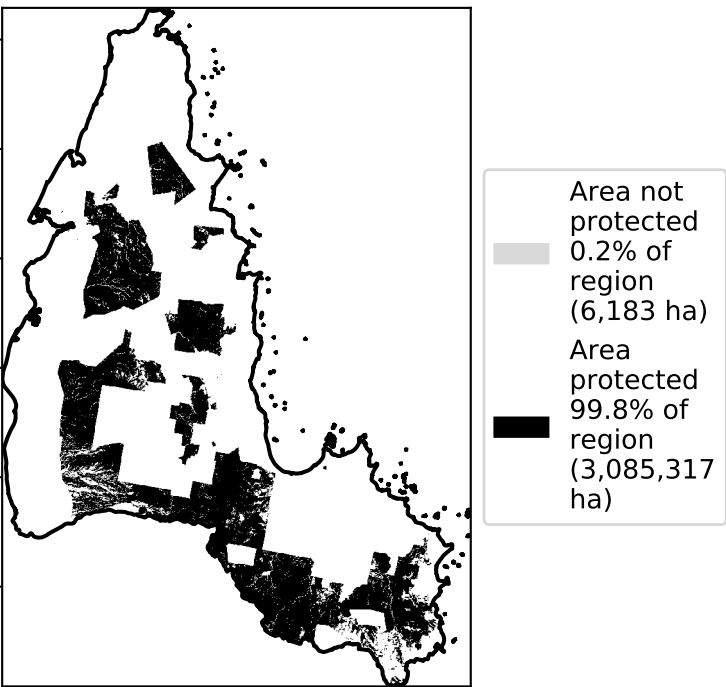 Area not
protected
0.2% of
region
(6,183 ha)
Area
protected
99.8% of
region
(3,085,317
ha)